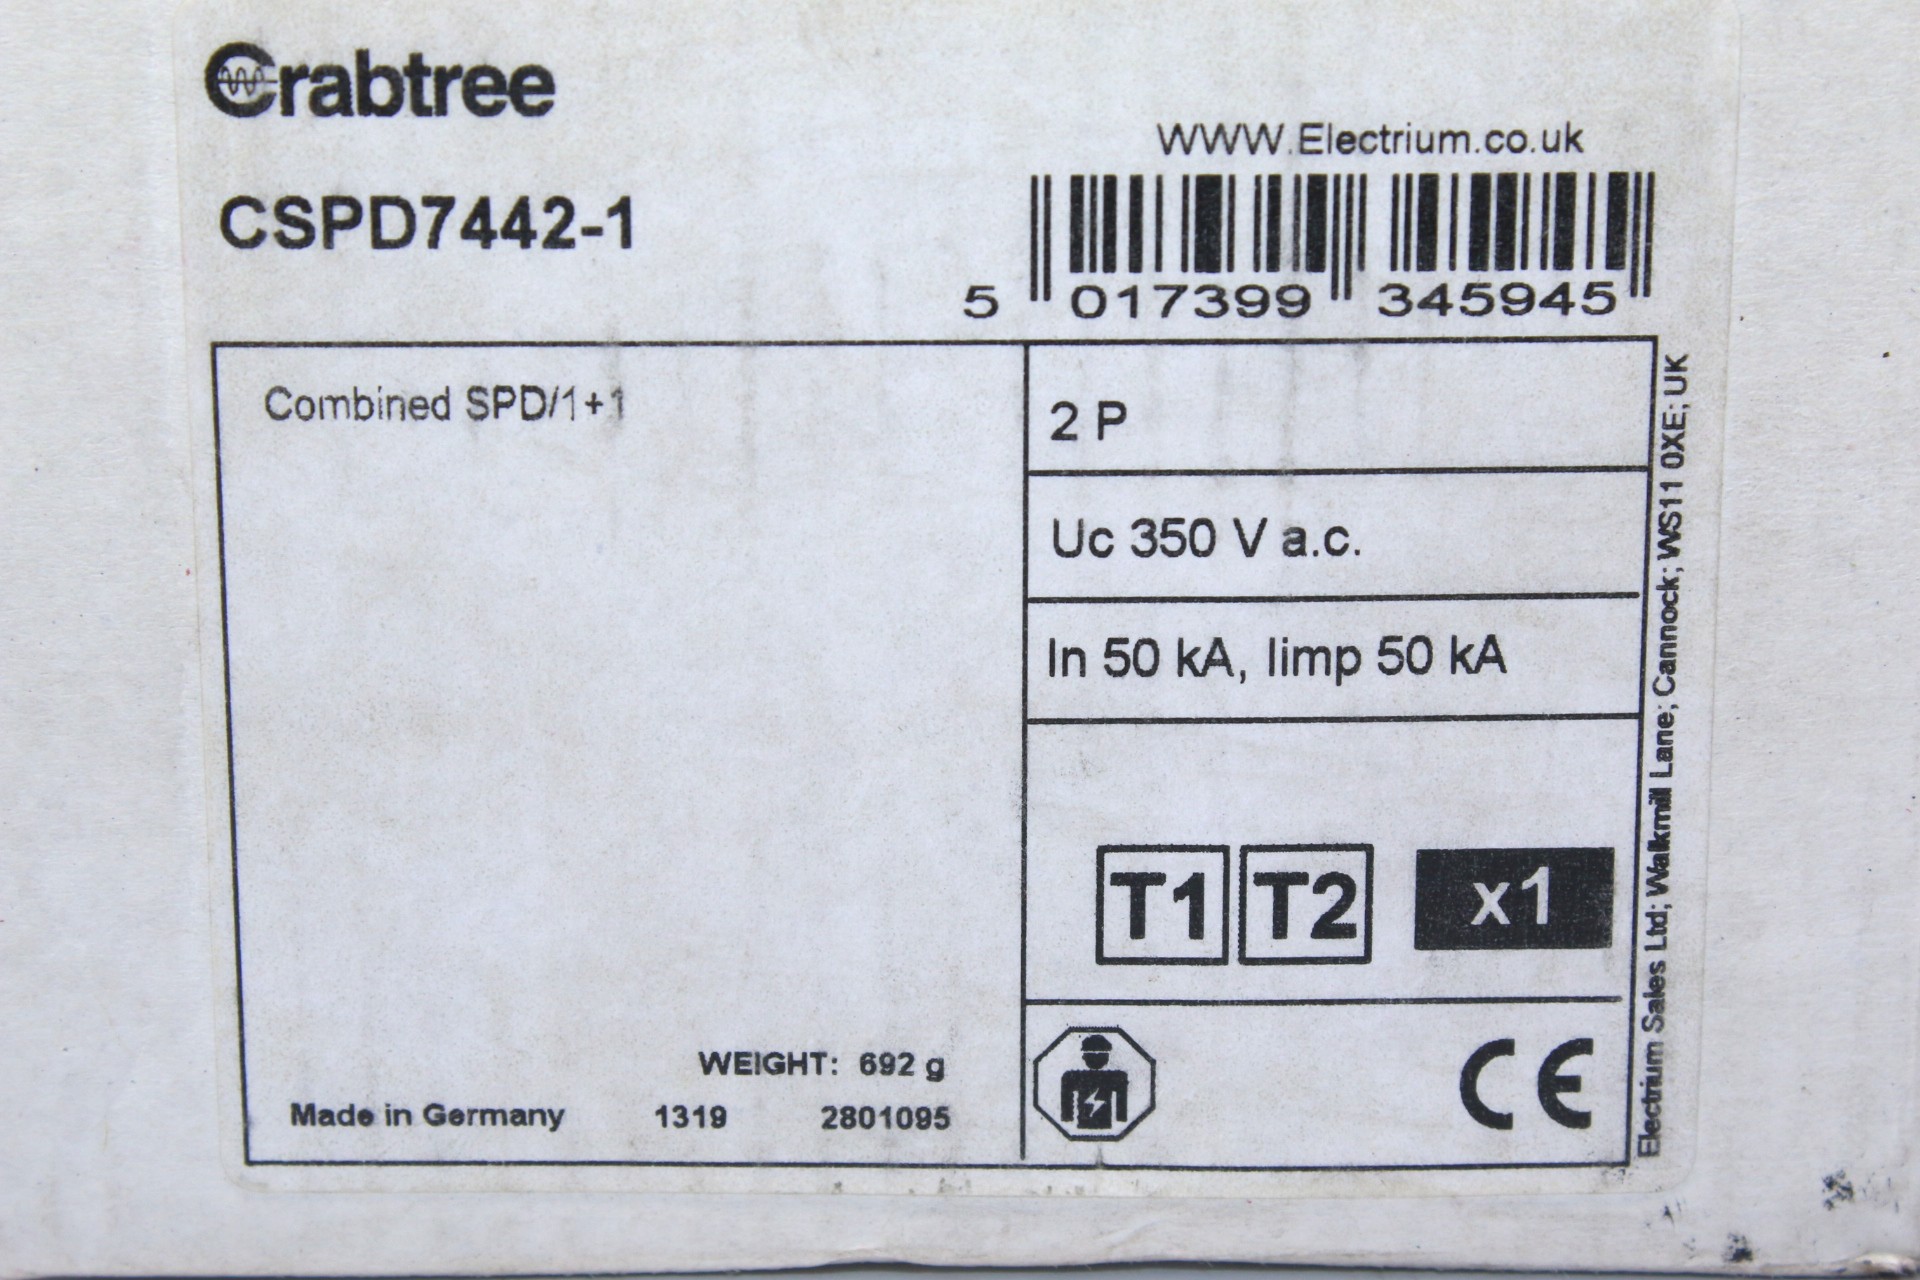 Crabtree
WWW.Electrium.co.uk
CSPD7442-1
5 017399 345945
Combined SPD/1+1
2 P
Uc 350 V a.c.
In 50 kA, Iimp 50 kA
T1 T2 x1
WEIGHT: 692 g
Made in Germany 1319 2801095
CE
Electrium Sales Ltd; Walkmill Lane; Cannock; WS11 0XE; UK